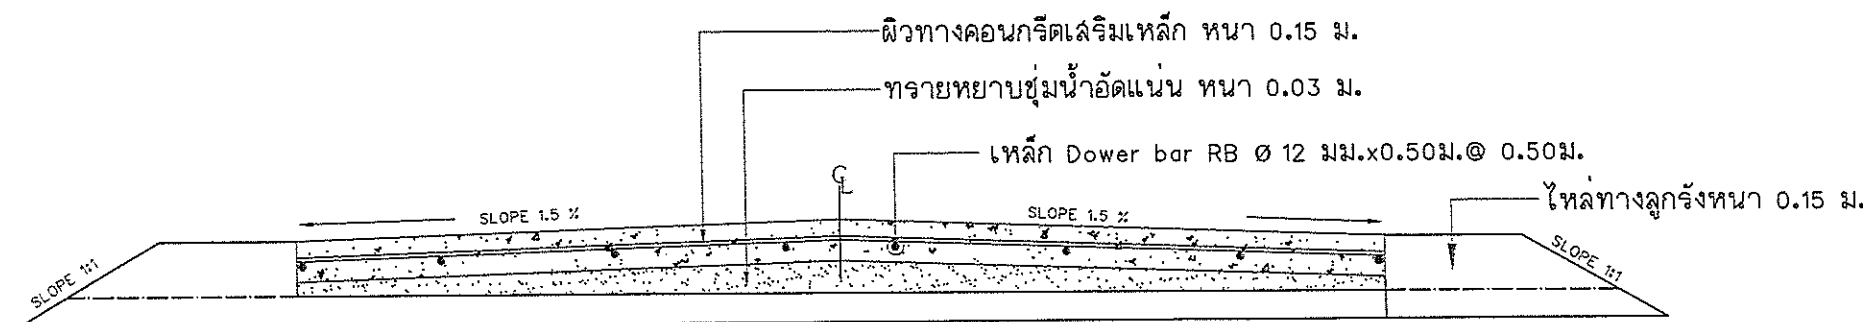 ผิวทางคอนกรีตเสริมเหล็ก หนา 0.15 ม.
ทรายหยาบชุ่มน้ำอัดแน่น หนา 0.03 ม.
เหล็ก Dower bar RB Ø 12 มม.x0.50ม.@ 0.50ม.
ไหล่ทางลูกรังหนา 0.15 ม.
CL
SLOPE 1.5 %
SLOPE 1.5 %
SLOPE 1:1
SLOPE 1:1